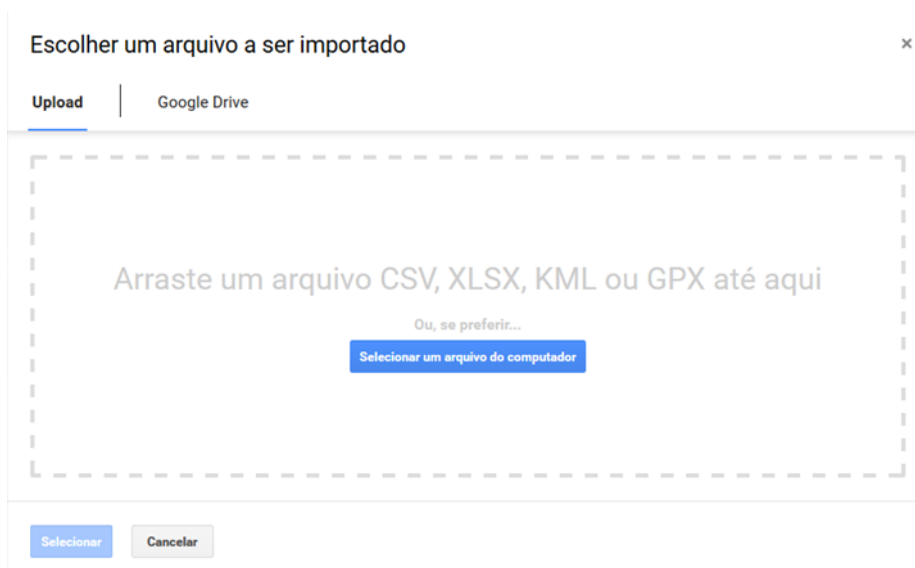 Escolher um arquivo a ser importado
×
Upload
Google Drive
Arraste um arquivo CSV, XLSX, KML ou GPX até aqui
Ou, se preferir...
Selecionar um arquivo do computador
Selecionar
Cancelar